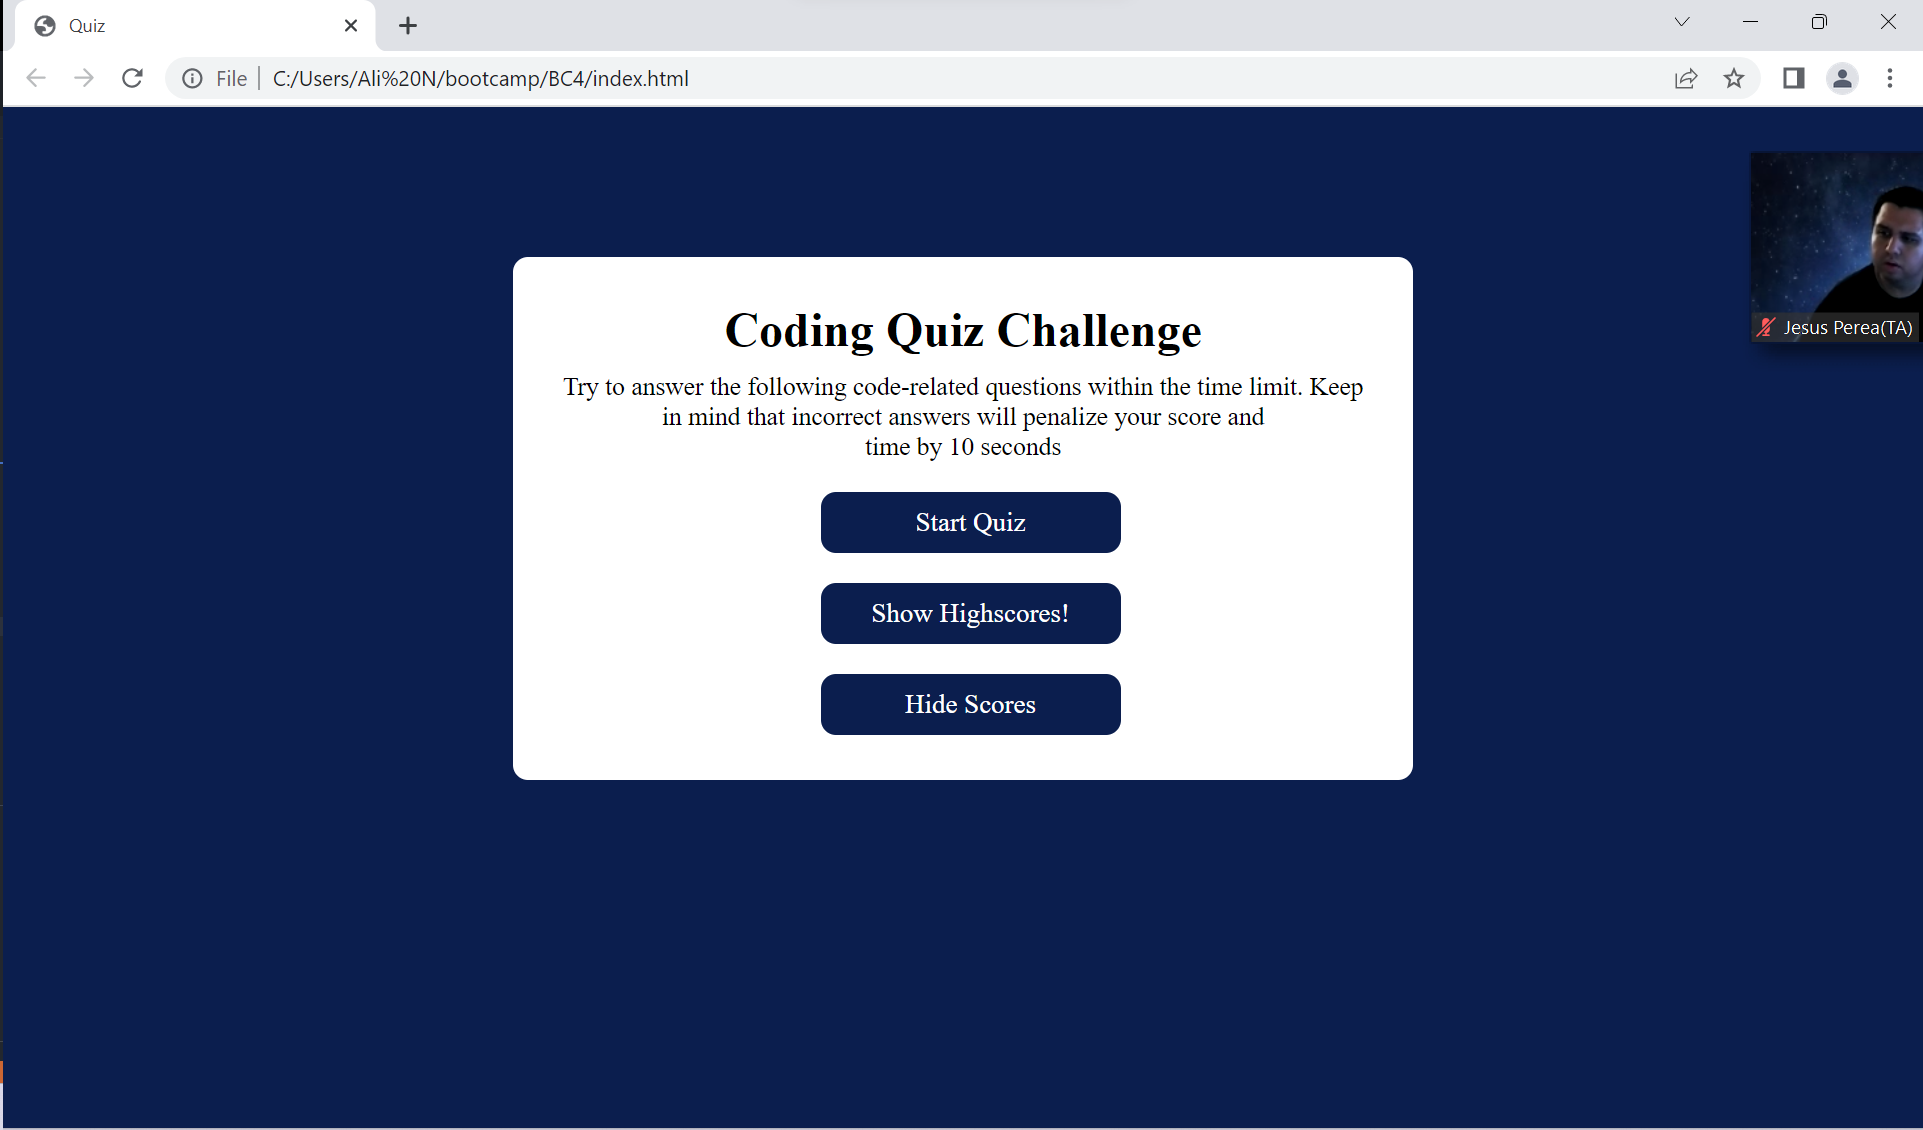 Quiz
File
C:/Users/Ali%20N/bootcamp/BC4/index.html
Jesus Perea(TA)
Coding Quiz Challenge
Try to answer the following code-related questions within the time limit. Keep
in mind that incorrect answers will penalize your score and
time by 10 seconds
Start Quiz
Show Highscores!
Hide Scores